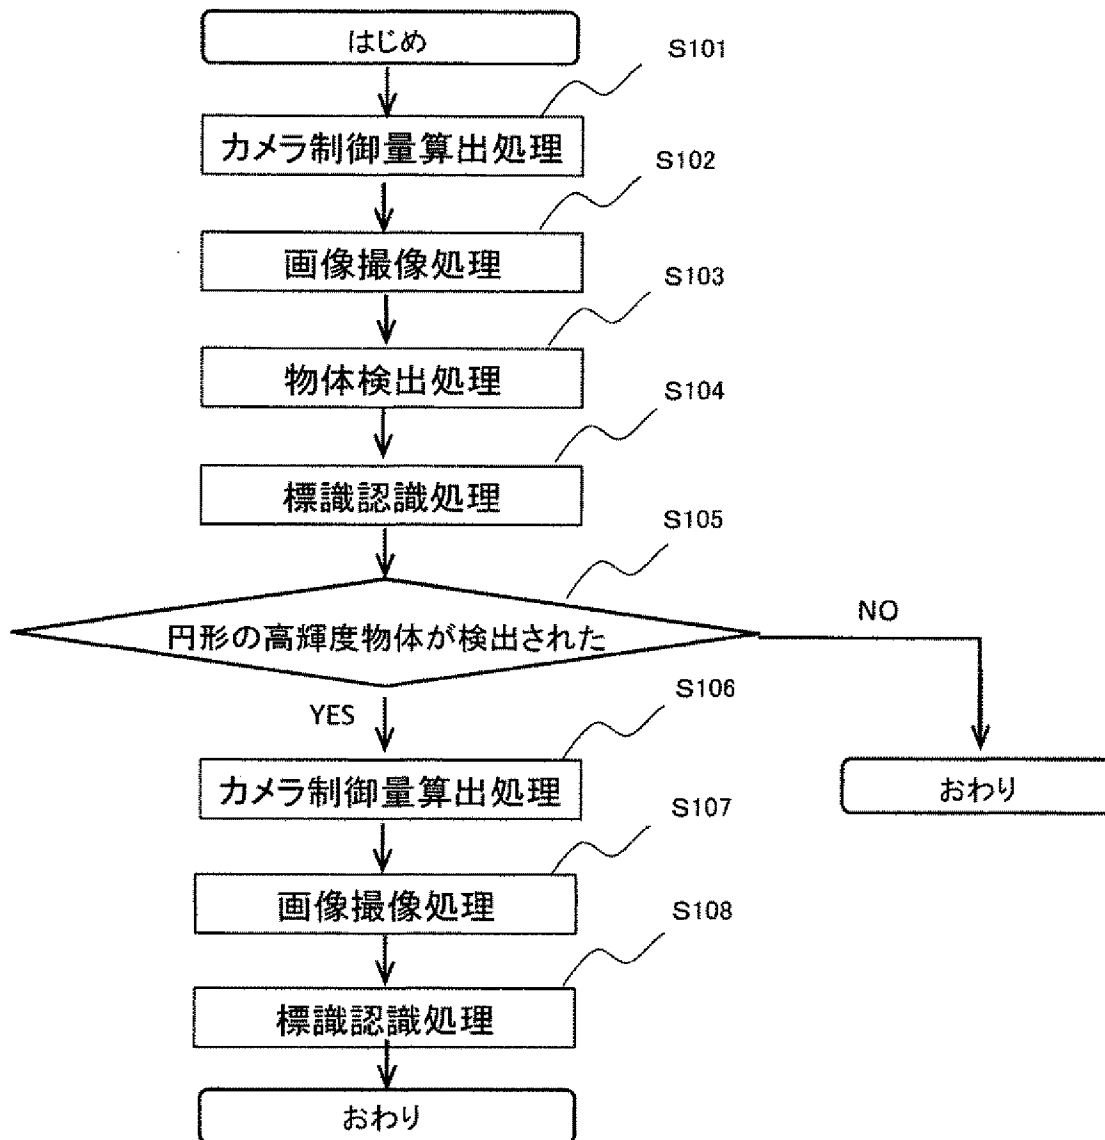 はじめ
S101
カメラ制御量算出処理
S102
画像撮像処理
S103
物体検出処理
S104
標識認識処理
S105
円形の高輝度物体が検出された
NO
YES
S106
カメラ制御量算出処理
おわり
S107
画像撮像処理
S108
標識認識処理
おわり